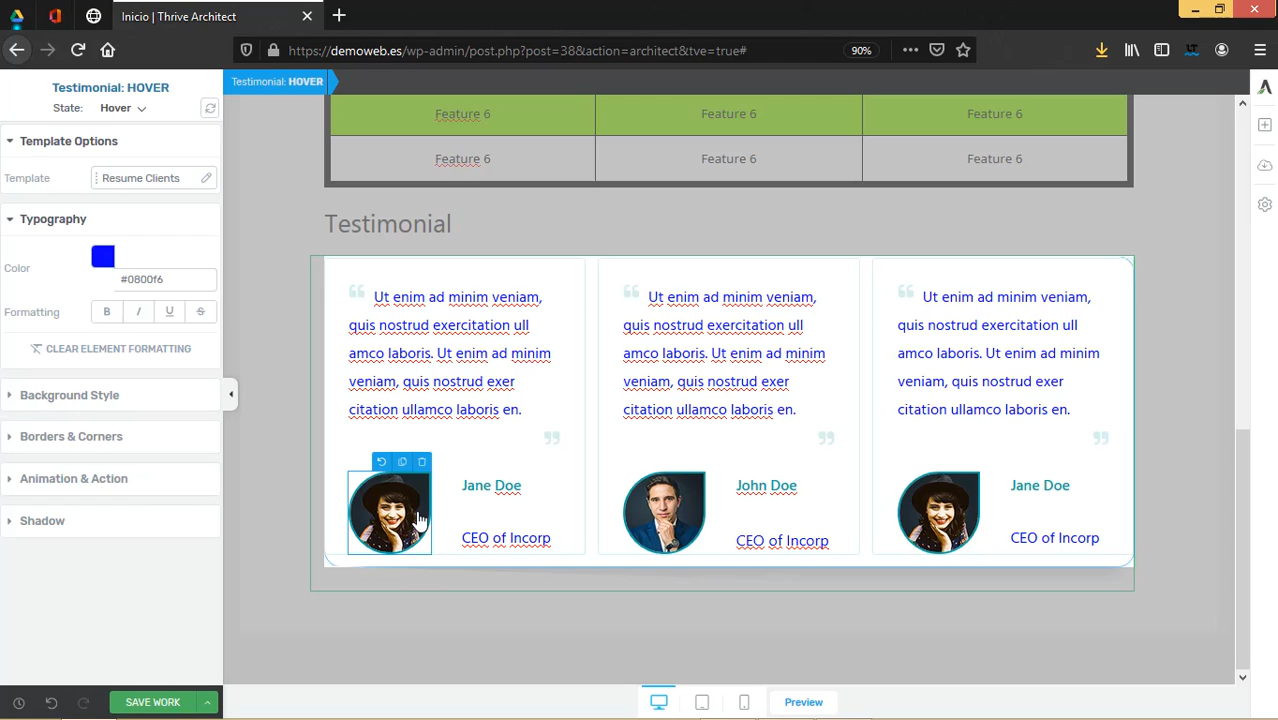 Inicio | Thrive Architect
https://demoweb.es/wp-admin/post.php?post=38&action=architect&tve=true#
90%
Testimonial: HOVER
State: Hover
Template Options
Template Resume Clients
Typography
Color
#0800f6
Formatting B I U S
CLEAR ELEMENT FORMATTING
Background Style
Borders & Corners
Animation & Action
Shadow
SAVE WORK
Testimonial: HOVER
Feature 6 Feature 6 Feature 6
Feature 6 Feature 6 Feature 6
Testimonial
Ut enim ad minim veniam,
quis nostrud exercitation ull
amco laboris. Ut enim ad minim
veniam, quis nostrud exer
citation ullamco laboris en.
Jane Doe
CEO of Incorp
Ut enim ad minim veniam,
quis nostrud exercitation ull
amco laboris. Ut enim ad minim
veniam, quis nostrud exer
citation ullamco laboris en.
John Doe
CEO of Incorp
Ut enim ad minim veniam,
quis nostrud exercitation ull
amco laboris. Ut enim ad minim
veniam, quis nostrud exer
citation ullamco laboris en.
Jane Doe
CEO of Incorp
Preview